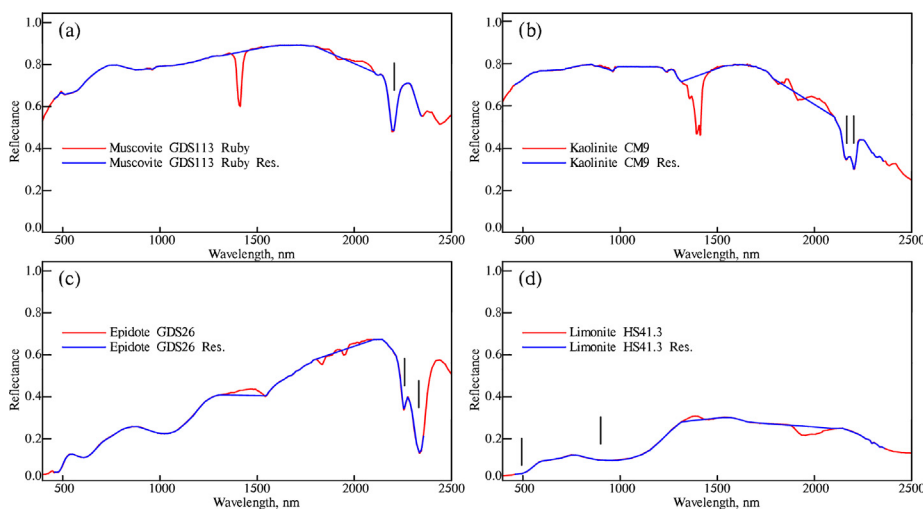 (a)
1.0
0.8
0.6
0.4
0.2
0.0
Reflectance
Muscovite GDS113 Ruby
Muscovite GDS113 Ruby Res.
500 1000 1500 2000 2500
Wavelength, nm
(b)
1.0
0.8
0.6
0.4
0.2
0.0
Reflectance
Kaolinite CM9
Kaolinite CM9 Res.
500 1000 1500 2000 2500
Wavelength, nm
(c)
1.0
0.8
0.6
0.4
0.2
0.0
Reflectance
Epidote GDS26
Epidote GDS26 Res.
500 1000 1500 2000 2500
Wavelength, nm
(d)
1.0
0.8
0.6
0.4
0.2
0.0
Reflectance
Limonite HS41.3
Limonite HS41.3 Res.
500 1000 1500 2000 2500
Wavelength, nm